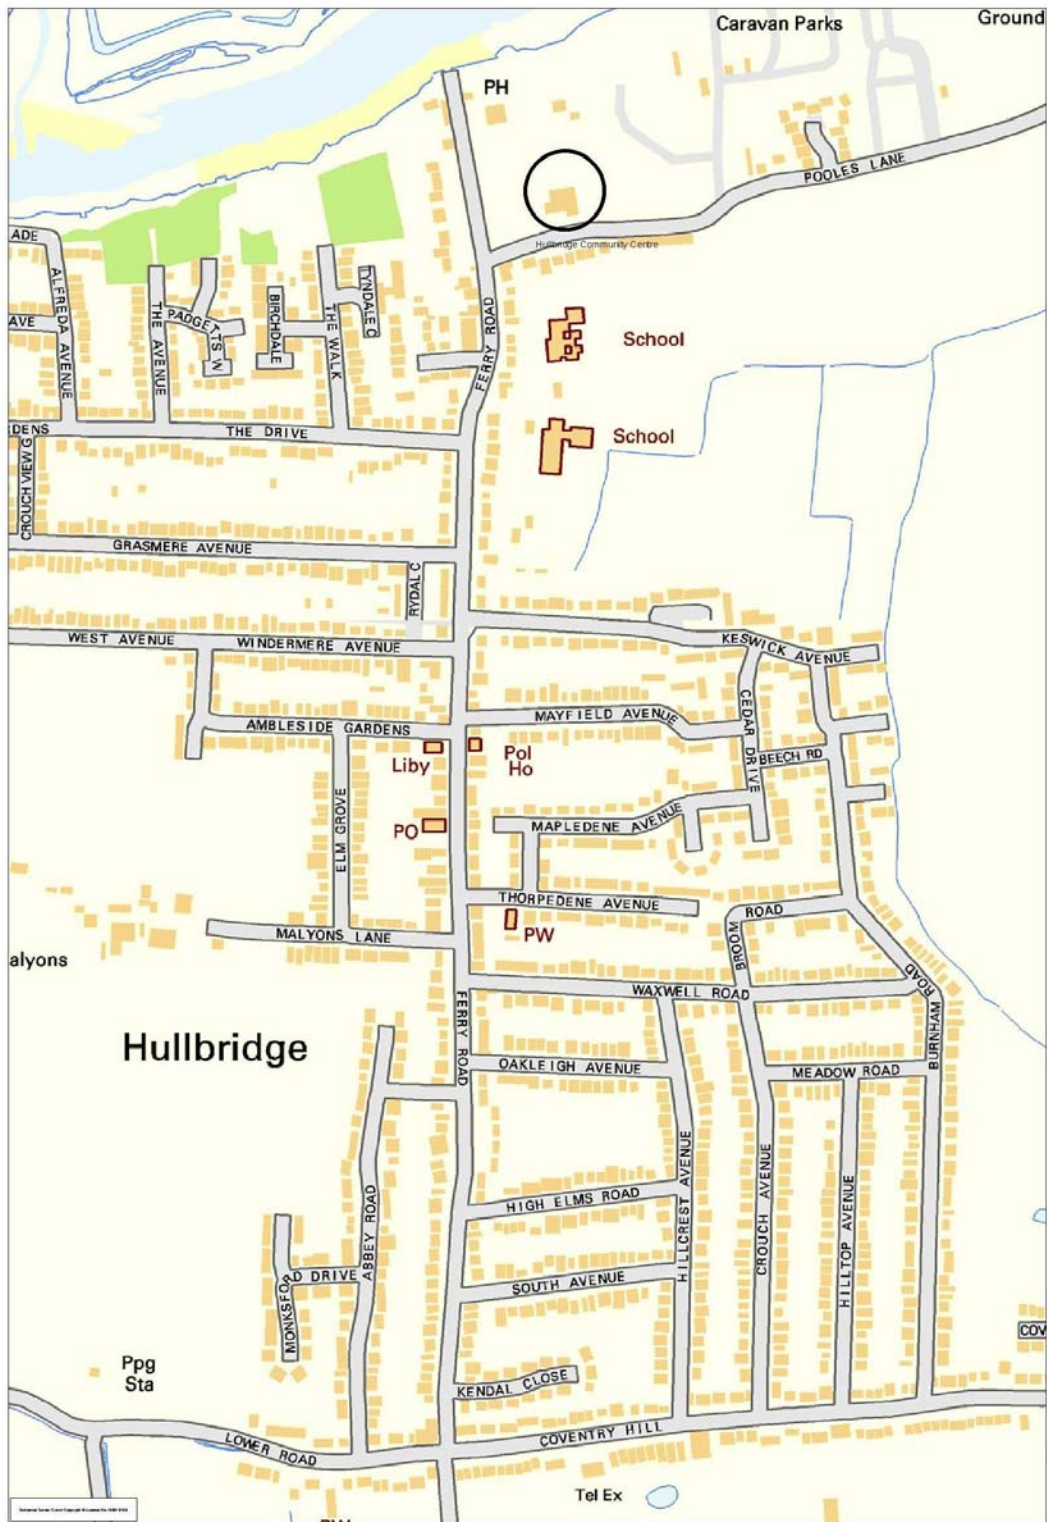 Caravan Parks
Ground
PH
POOLES LANE
Hullbridge Community Centre
ADE
ALFREDA AVENUE
AVE
THE AVENUE
PADGETTS W
BIRCHDALE
THE WALK
TYNDALE C
FERRY ROAD
School
School
RDENS
THE DRIVE
CROUCH VIEW G
GRASMERE AVENUE
RYDAL C
WEST AVENUE
WINDERMERE AVENUE
KESWICK AVENUE
AMBLESIDE GARDENS
MAYFIELD AVENUE
CEDAR DRIVE
Liby
Pol
Ho
BEECH RD
ELM GROVE
PO
MAPLEDENE AVENUE
THORPEDENE AVENUE
BROOM ROAD
PW
MALYONS LANE
alyons
WAXWELL ROAD
BURNHAM ROAD
Hullbridge
FERRY ROAD
OAKLEIGH AVENUE
MEADOW ROAD
HILLCREST AVENUE
CROUCH AVENUE
HILLTOP AVENUE
HIGH ELMS ROAD
ABBEY ROAD
MONKSFORD DRIVE
SOUTH AVENUE
COV
Ppg
Sta
KENDAL CLOSE
LOWER ROAD
COVENTRY HILL
Tel Ex